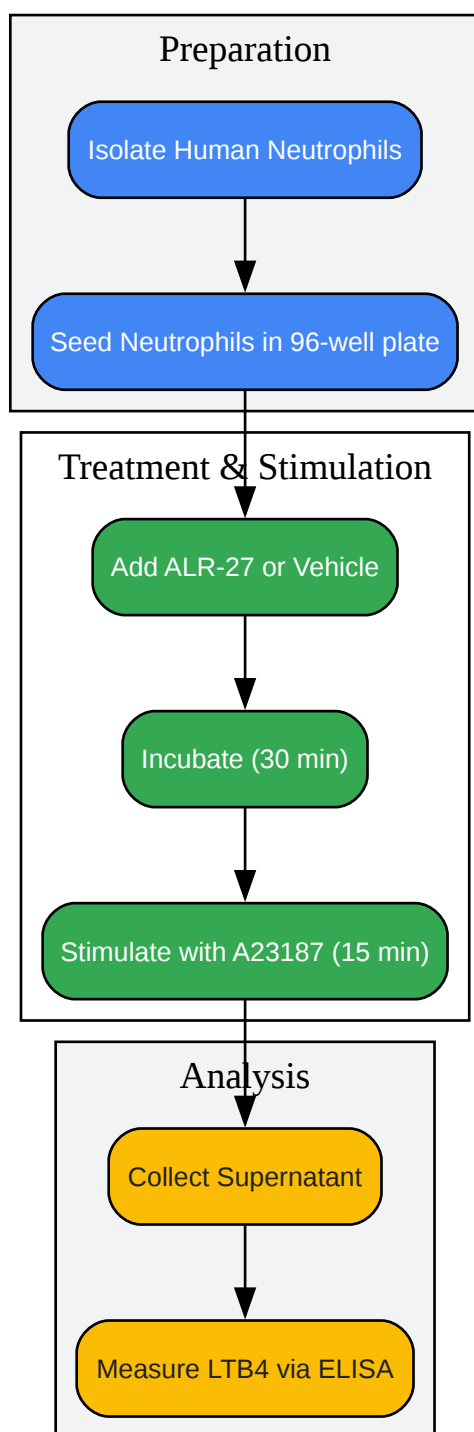 Preparation
Isolate Human Neutrophils
Seed Neutrophils in 96-well plate
Treatment & Stimulation
Add ALR-27 or Vehicle
Incubate (30 min)
Stimulate with A23187 (15 min)
Analysis
Collect Supernatant
Measure LTB4 via ELISA